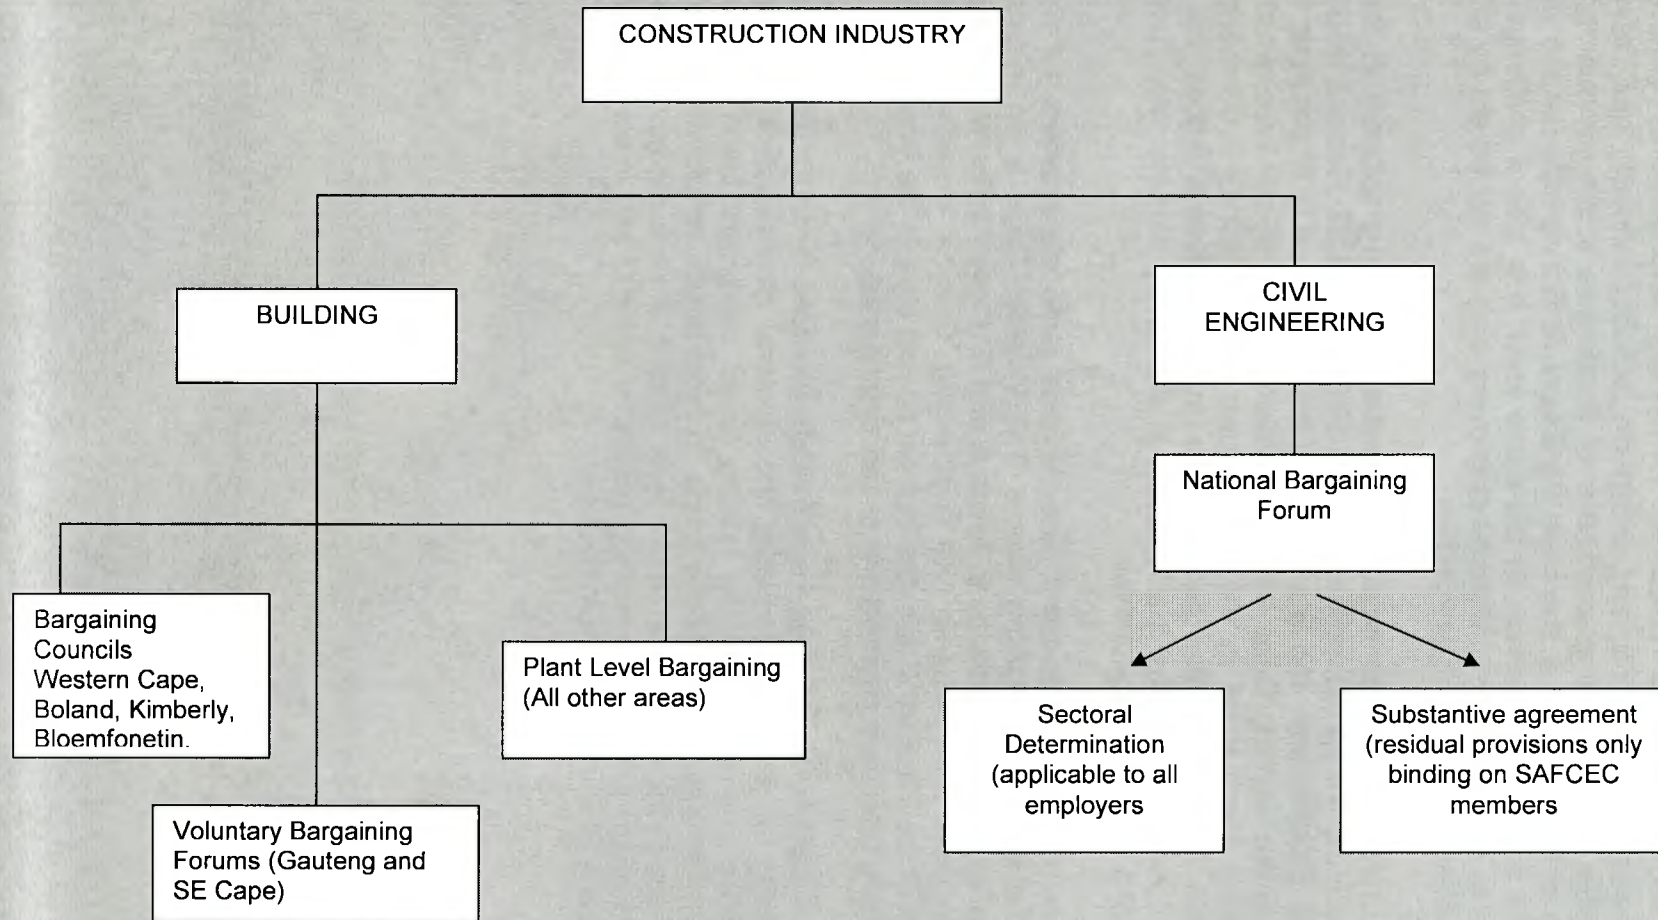 CONSTRUCTION INDUSTRY
BUILDING
CIVIL
ENGINEERING
National Bargaining
Forum
Bargaining
Councils
Western Cape,
Boland, Kimberly,
Bloemfonetin.
Plant Level Bargaining
(All other areas)
Voluntary Bargaining
Forums (Gauteng and
SE Cape)
Sectoral
Determination
(applicable to all
employers
Substantive agreement
(residual provisions only
binding on SAFCEC
members